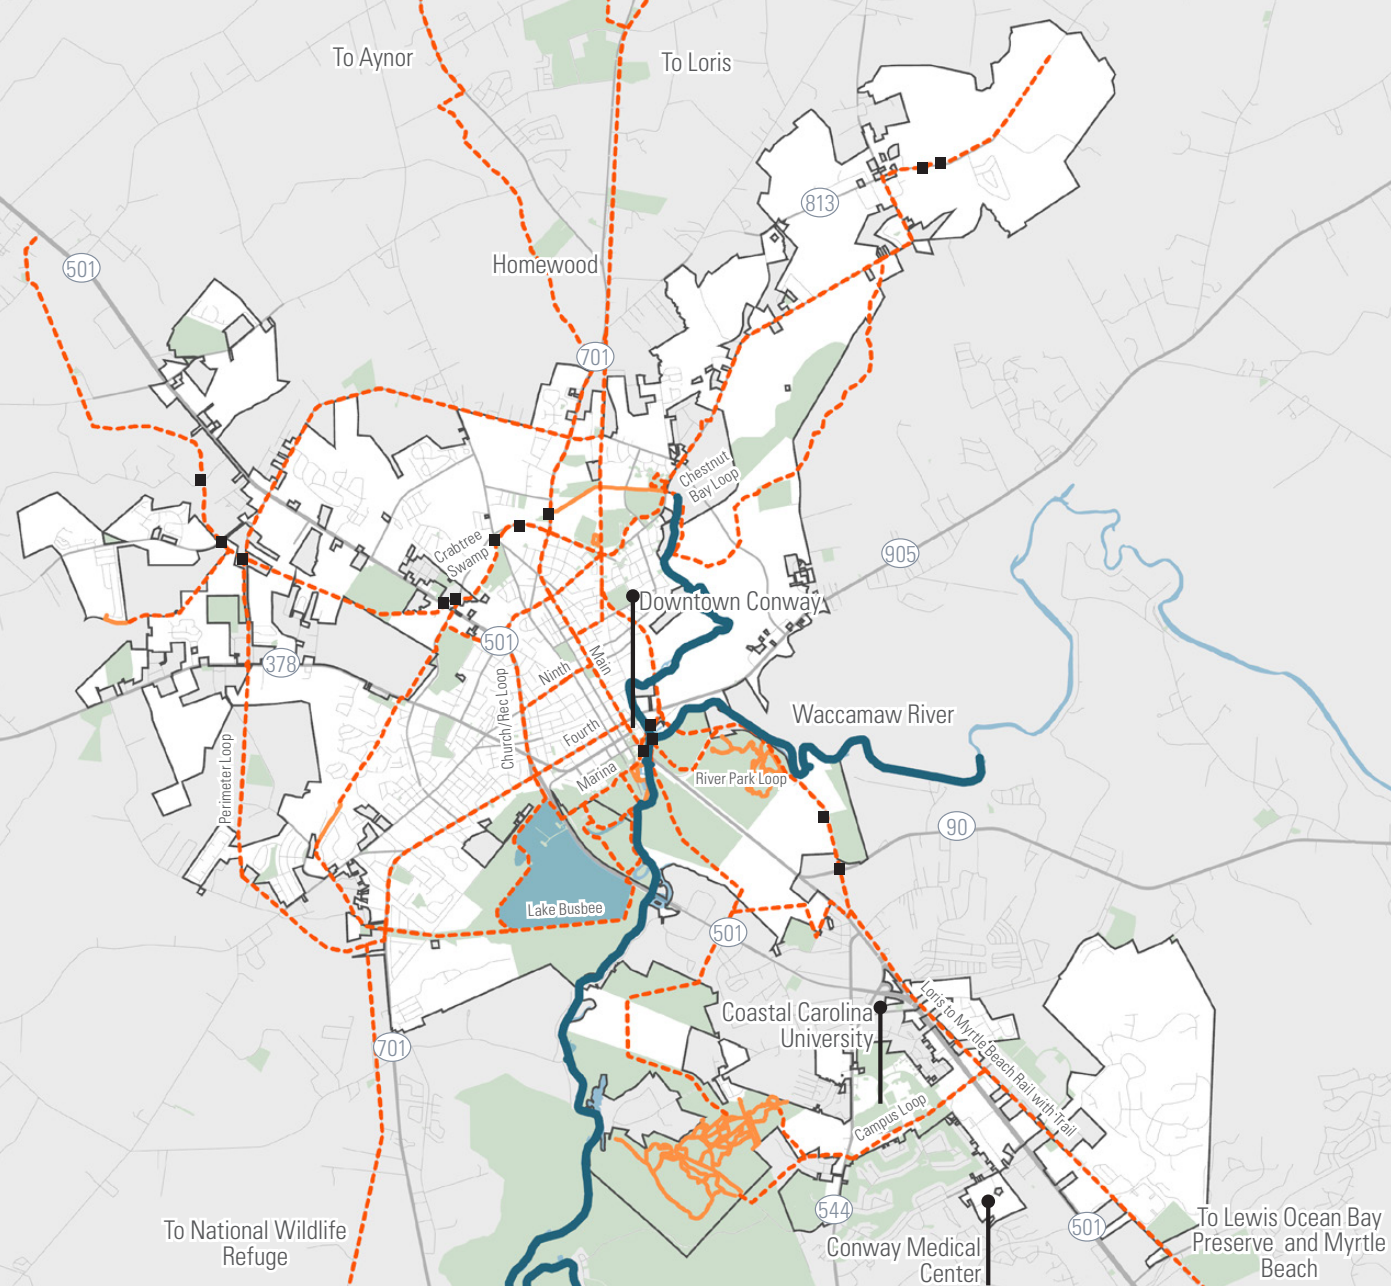 To Aynor
To Loris
813
Homewood
501
701
Chestnut
Bay Loop
Crabtree
Swamp
905
Downtown Conway
501
Main
378
Ninth
Church/Rec Loop
Fourth
Waccamaw River
Perimeter Loop
Marina
River Park Loop
90
Lake Busbee
501
Coastal Carolina
University
Loris to Myrtle Beach Rail with Trail
701
Campus Loop
544
501
To National Wildlife
Refuge
Conway Medical
Center
To Lewis Ocean Bay
Preserve and Myrtle
Beach